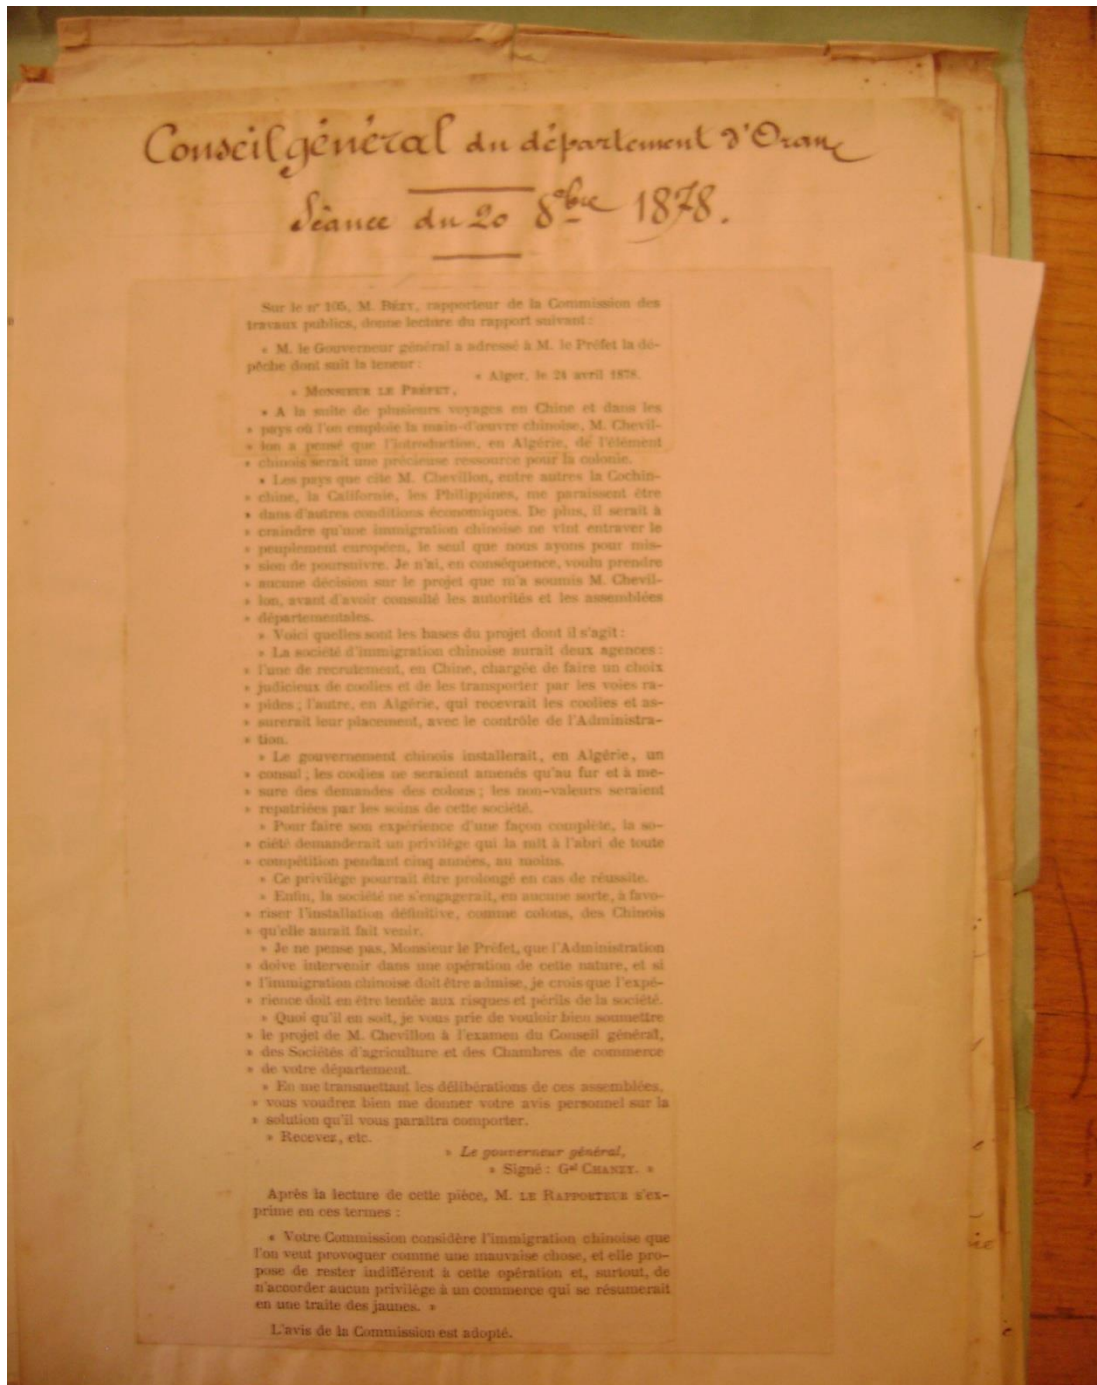 Conseil général du département d'Oran
Séance du 20 8bre 1878.
Sur le n° 105, M. Bézy, rapporteur de la Commission des
travaux publics, donne lecture du rapport suivant :
« M. le Gouverneur général a adressé à M. le Préfet la dé-
pêche dont suit la teneur :
« Alger, le 24 avril 1878.
« Monsieur le Préfet,
« A la suite de plusieurs voyages en Chine et dans les
» pays où l'on emploie la main-d'œuvre chinoise, M. Chevil-
» lon a pensé que l'introduction, en Algérie, de l'élément
» chinois serait une précieuse ressource pour la colonie.
» Les pays que cite M. Chevillon, entre autres la Cochin-
» chine, la Californie, les Philippines, me paraissent être
» dans d'autres conditions économiques. De plus, il serait à
» craindre qu'une immigration chinoise ne vînt entraver le
» peuplement européen, le seul que nous ayons pour mis-
» sion de poursuivre. Je n'ai, en conséquence, voulu prendre
» aucune décision sur le projet que m'a soumis M. Chevil-
» lon, avant d'avoir consulté les autorités et les assemblées
» départementales.
» Voici quelles sont les bases du projet dont il s'agit :
» La société d'immigration chinoise aurait deux agences :
» l'une de recrutement, en Chine, chargée de faire un choix
» judicieux de coolies et de les transporter par les voies ra-
» pides ; l'autre, en Algérie, qui recevrait les coolies et as-
» surerait leur placement, avec le contrôle de l'Administra-
» tion.
» Le gouvernement chinois installerait, en Algérie, un
» consul ; les coolies ne seraient amenés qu'au fur et à me-
» sure des demandes des colons ; les non-valeurs seraient
» repatriées par les soins de cette société.
» Pour faire son expérience d'une façon complète, la so-
» ciété demanderait un privilège qui la mît à l'abri de toute
» compétition pendant cinq années, au moins.
» Ce privilège pourrait être prolongé en cas de réussite.
» Enfin, la société ne s'engagerait, en aucune sorte, à favo-
» riser l'installation définitive, comme colons, des Chinois
» qu'elle aurait fait venir.
» Je ne pense pas, Monsieur le Préfet, que l'Administration
» doive intervenir dans une opération de cette nature, et si
» l'immigration chinoise doit être admise, je crois que l'expé-
» rience doit en être tentée aux risques et périls de la société.
» Quoi qu'il en soit, je vous prie de vouloir bien soumettre
» le projet de M. Chevillon à l'examen du Conseil général,
» des Sociétés d'agriculture et des Chambres de commerce
» de votre département.
» En me transmettant les délibérations de ces assemblées,
» vous voudrez bien me donner votre avis personnel sur la
» solution qu'il vous paraîtra comporter.
» Recevez, etc.
» Le gouverneur général,
» Signé : Gal Chanzy. »
Après la lecture de cette pièce, M. le Rapporteur s'ex-
prime en ces termes :
« Votre Commission considère l'immigration chinoise que
l'on veut provoquer comme une mauvaise chose, et elle pro-
pose de rester indifférent à cette opération et, surtout, de
n'accorder aucun privilège à un commerce qui se résumerait
en une traite des jaunes. »
L'avis de la Commission est adopté.